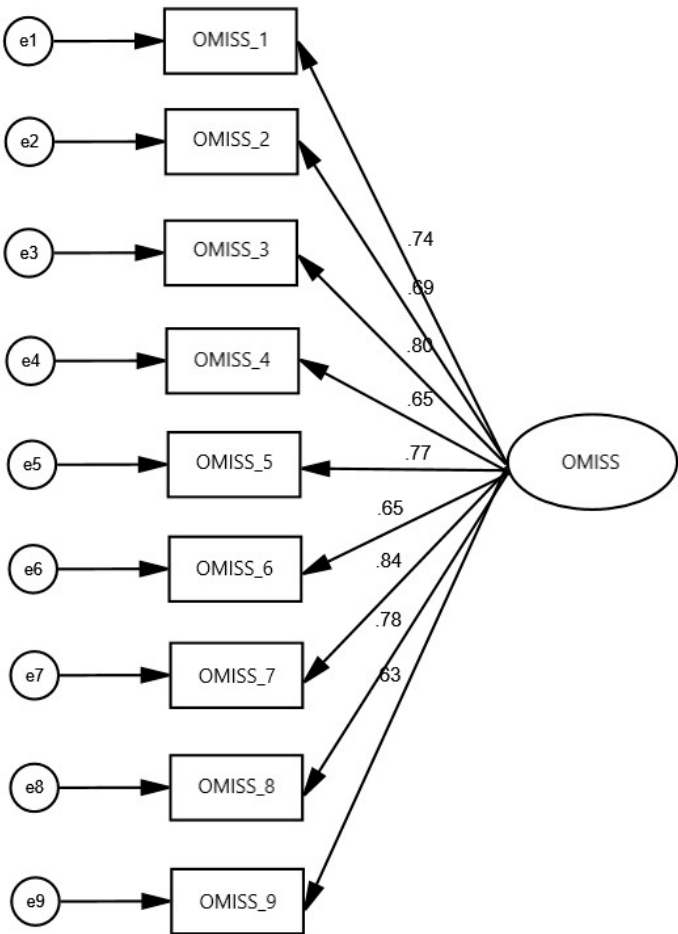 e1
OMISS_1
e2
OMISS_2
e3
OMISS_3
e4
OMISS_4
e5
OMISS_5
e6
OMISS_6
e7
OMISS_7
e8
OMISS_8
e9
OMISS_9
.74
.69
.80
.65
.77
.65
.84
.78
.63
OMISS